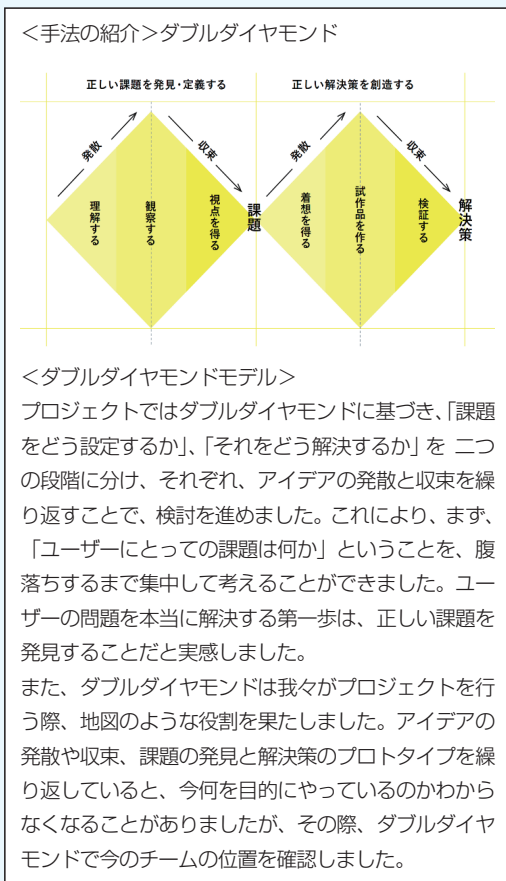 ＜手法の紹介＞ダブルダイヤモンド
正しい課題を発見・定義する
正しい解決策を創造する
発散
収束
発散
収束
理解する
観察する
視点を得る
課題
着想を得る
試作品を作る
検証する
解決策
＜ダブルダイヤモンドモデル＞
プロジェクトではダブルダイヤモンドに基づき、「課題
をどう設定するか」、「それをどう解決するか」を 二つ
の段階に分け、それぞれ、アイデアの発散と収束を繰
り返すことで、検討を進めました。これにより、まず、
「ユーザーにとっての課題は何か」ということを、腹
落ちするまで集中して考えることができました。ユー
ザーの問題を本当に解決する第一歩は、正しい課題を
発見することだと実感しました。
また、ダブルダイヤモンドは我々がプロジェクトを行
う際、地図のような役割を果たしました。アイデアの
発散や収束、課題の発見と解決策のプロトタイプを繰
り返していると、今何を目的にやっているのかわから
なくなることがありましたが、その際、ダブルダイヤ
モンドで今のチームの位置を確認しました。